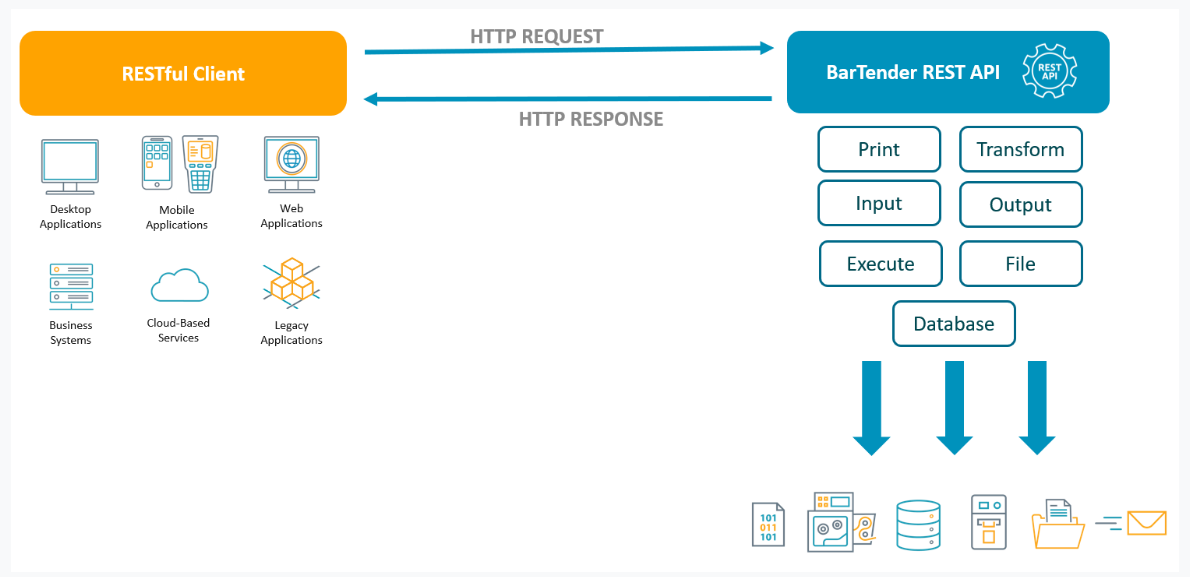 HTTP REQUEST
RESTful Client
BarTender REST API
REST
API
HTTP RESPONSE
Desktop
Applications
Mobile
Applications
Web
Applications
Business
Systems
Cloud-Based
Services
Legacy
Applications
Print
Transform
Input
Output
Execute
File
Database
101
011
101